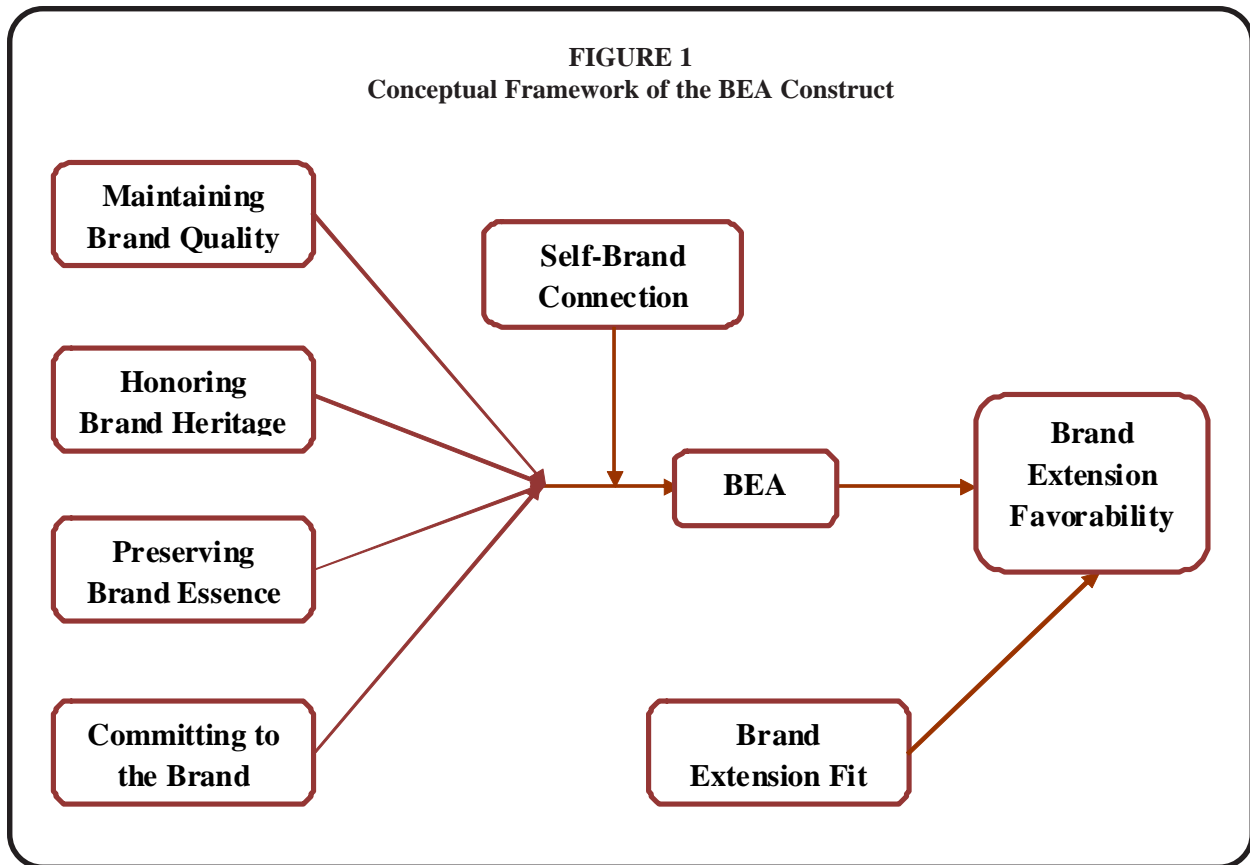 FIGURE 1
Conceptual Framework of the BEA Construct
Maintaining
Brand Quality
Self-Brand
Connection
Honoring
Brand Heritage
Brand
Extension
Favorability
BEA
Preserving
Brand Essence
Committing to
the Brand
Brand
Extension Fit